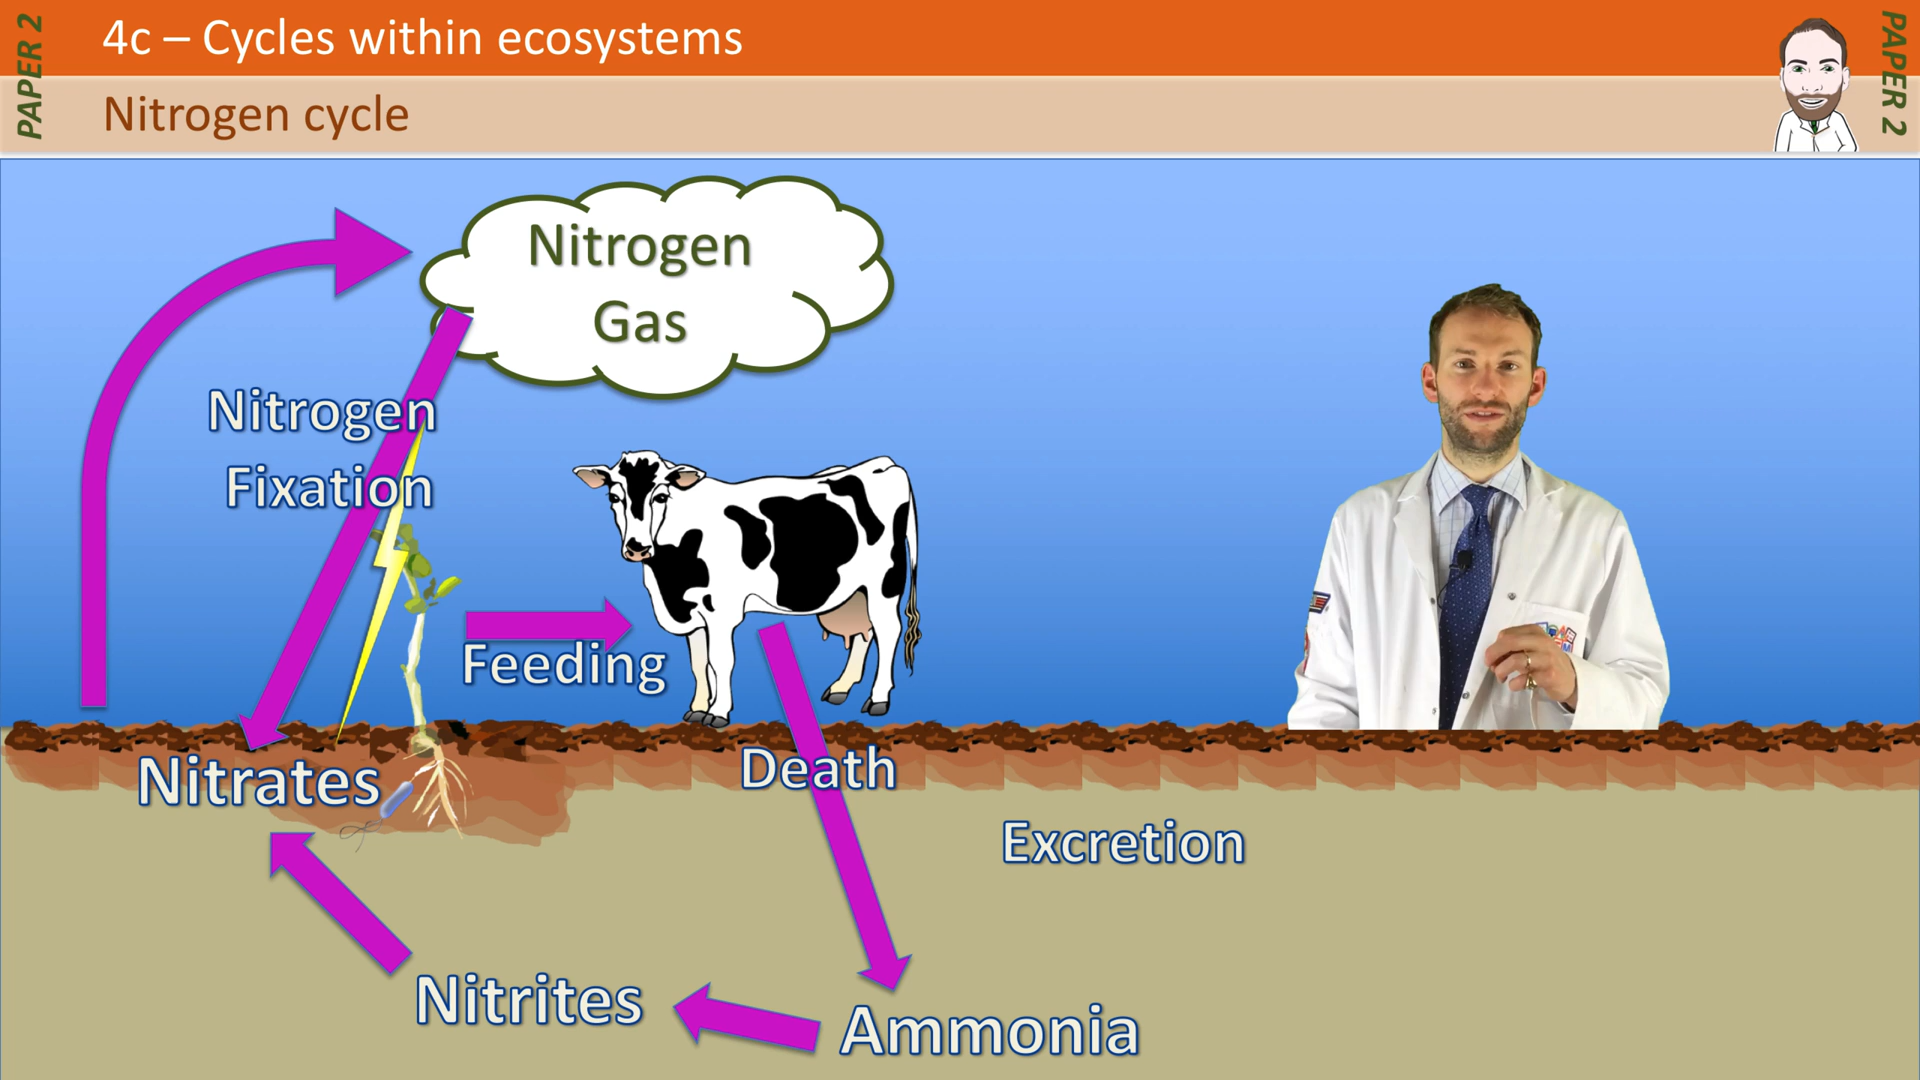 PAPER 2
4c – Cycles within ecosystems
PAPER 2
Nitrogen cycle
Nitrogen
Gas
Nitrogen
Fixation
Feeding
Nitrates
Death
Excretion
Nitrites
Ammonia